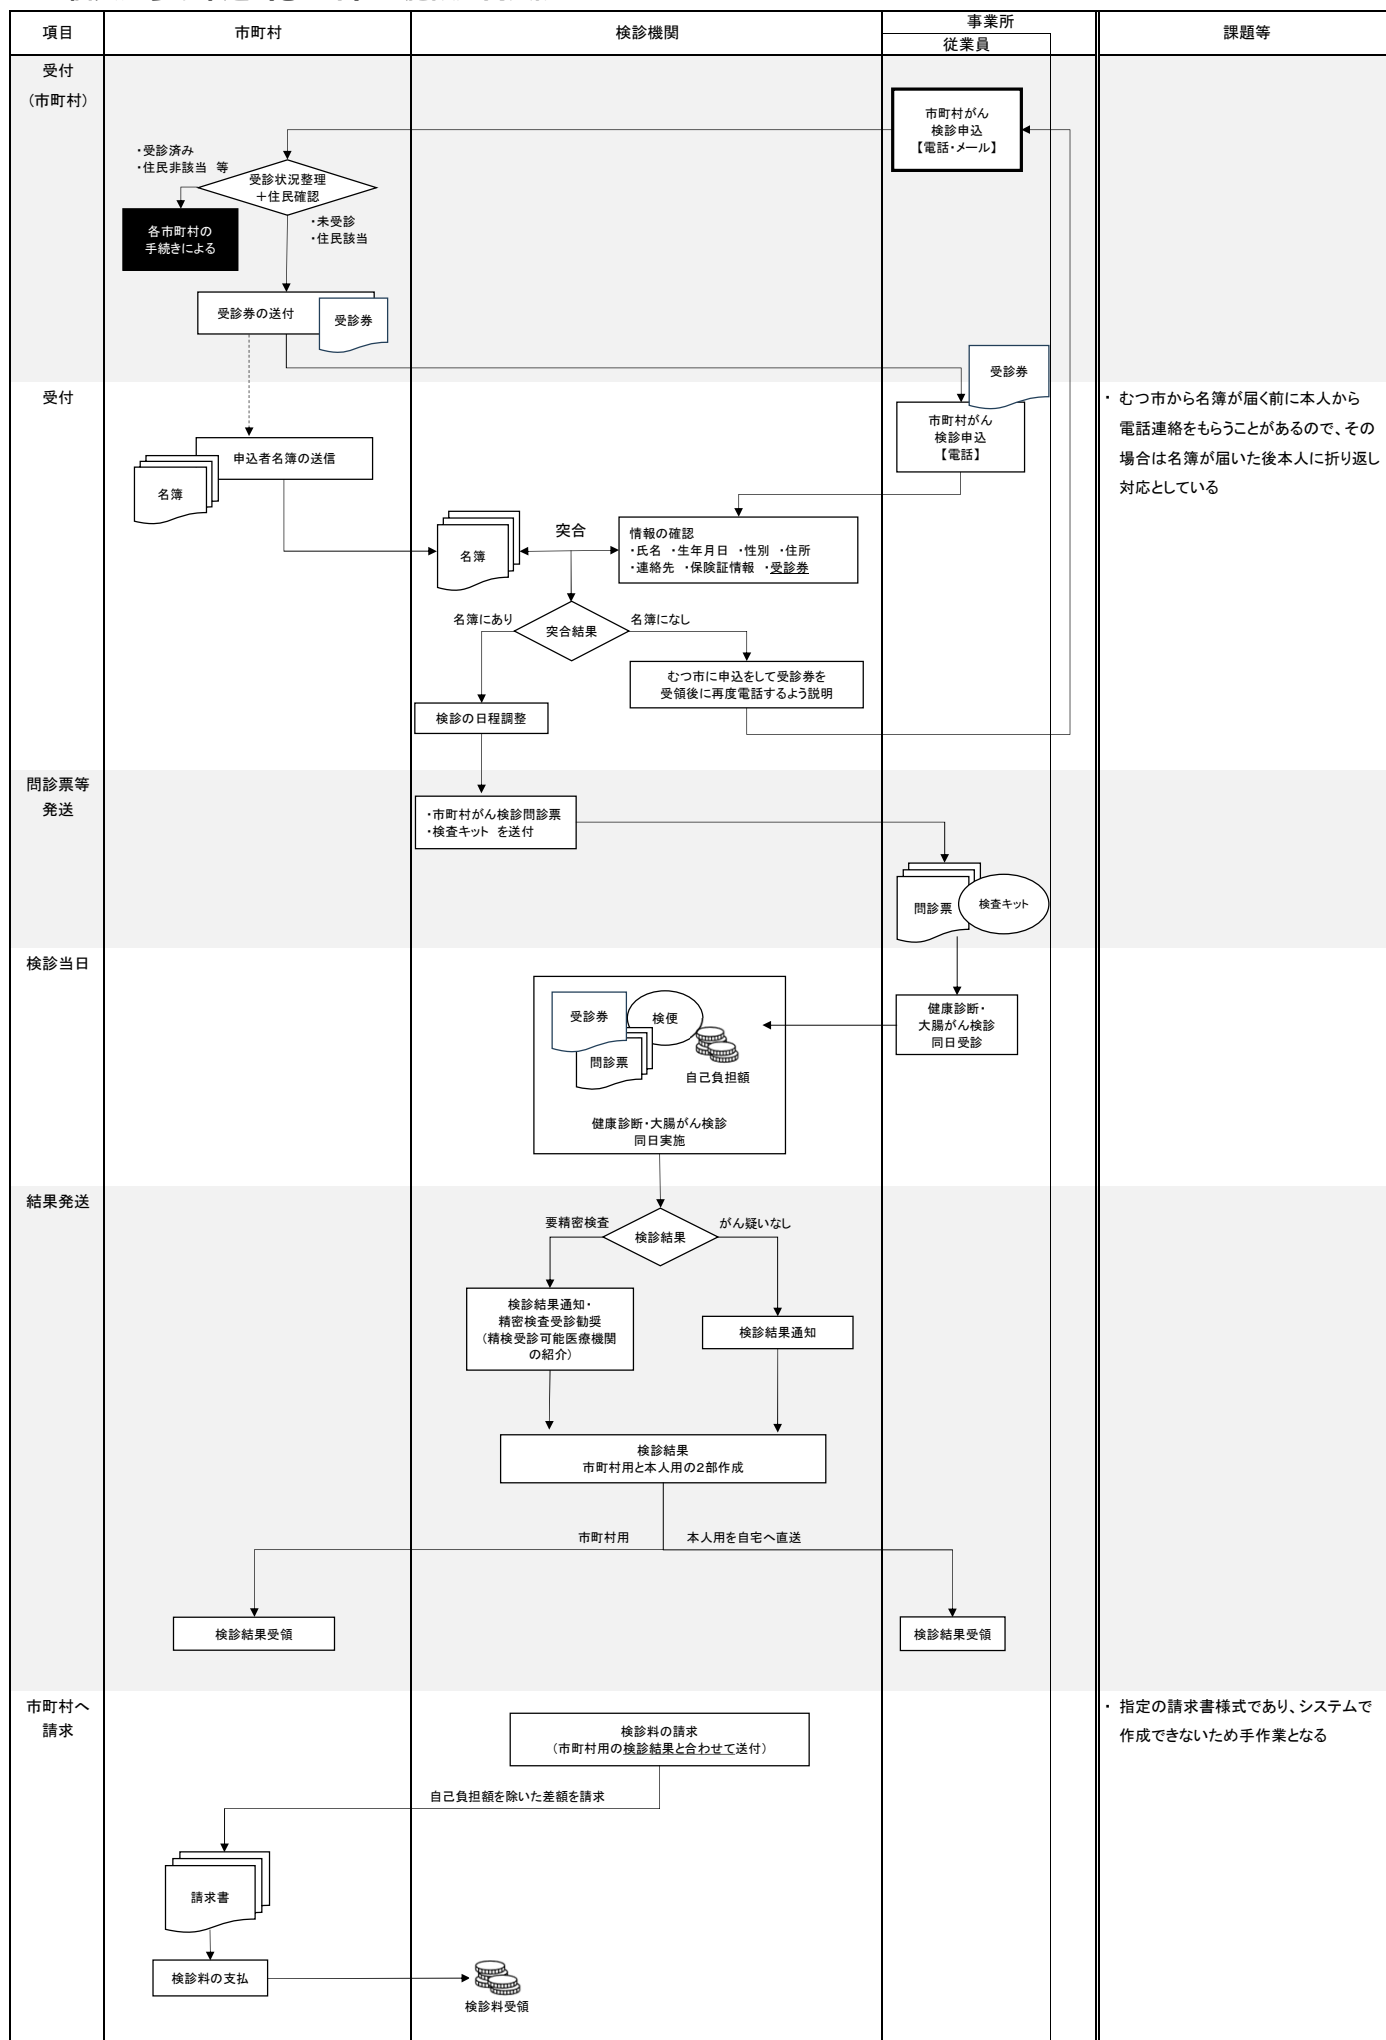 項目
市町村
検診機関
事業所
従業員
課題等
受付
(市町村)
市町村がん
検診申込
【電話・メール】
・受診済み
・住民非該当 等
受診状況整理
＋住民確認
各市町村の
手続きによる
・未受診
・住民該当
受診券の送付
受診券
受診券
受付
市町村がん
検診申込
【電話】
・ むつ市から名簿が届く前に本人から
電話連絡をもらうことがあるので、その
場合は名簿が届いた後本人に折り返し
対応としている
申込者名簿の送信
名簿
名簿
突合
情報の確認
・氏名 ・生年月日 ・性別 ・住所
・連絡先 ・保険証情報 ・受診券
名簿にあり
突合結果
名簿になし
むつ市に申込をして受診券を
受領後に再度電話するよう説明
検診の日程調整
問診票等
発送
・市町村がん検診問診票
・検査キット を送付
問診票
検査キット
検診当日
受診券
検便
問診票
自己負担額
健康診断・大腸がん検診
同日実施
健康診断・
大腸がん検診
同日受診
結果発送
要精密検査
検診結果
がん疑いなし
検診結果通知・
精密検査受診勧奨
(精検受診可能医療機関
の紹介)
検診結果通知
検診結果
市町村用と本人用の２部作成
市町村用
本人用を自宅へ直送
検診結果受領
検診結果受領
市町村へ
請求
検診料の請求
(市町村用の検診結果と合わせて送付)
・ 指定の請求書様式であり、システムで
作成できないため手作業となる
自己負担額を除いた差額を請求
請求書
検診料の支払
検診料受領